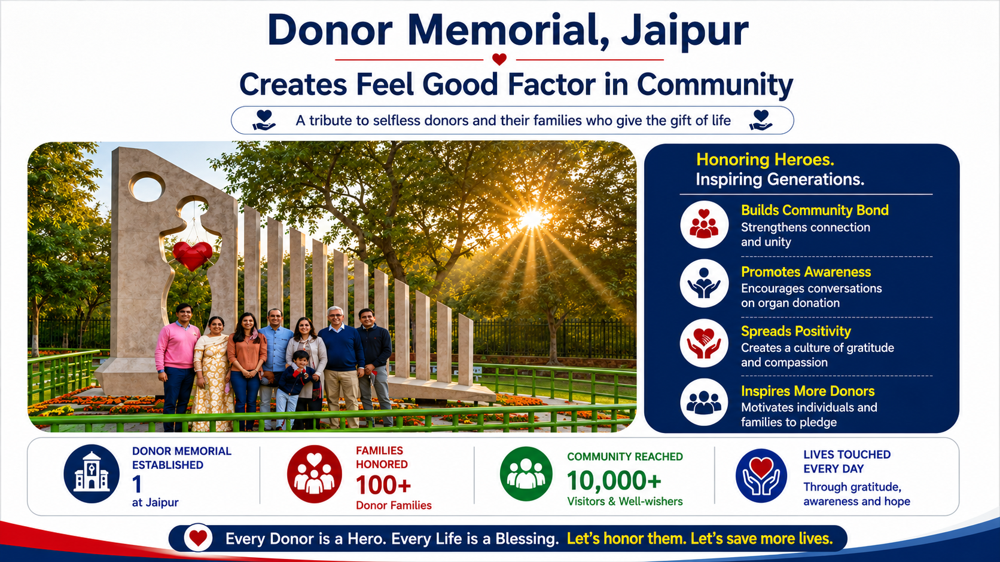 Donor Memorial, Jaipur
Creates Feel Good Factor in Community
A tribute to selfless donors and their families who give the gift of life
Honoring Heroes.
Inspiring Generations.
Builds Community Bond
Strengthens connection
and unity
Promotes Awareness
Encourages conversations
on organ donation
Spreads Positivity
Creates a culture of gratitude
and compassion
Inspires More Donors
Motivates individuals and
families to pledge
DONOR MEMORIAL
ESTABLISHED
1
at Jaipur
FAMILIES
HONORED
100+
Donor Families
COMMUNITY REACHED
10,000+
Visitors & Well-wishers
LIVES TOUCHED
EVERY DAY
Through gratitude,
awareness and hope
Every Donor is a Hero. Every Life is a Blessing. Let's honor them. Let's save more lives.